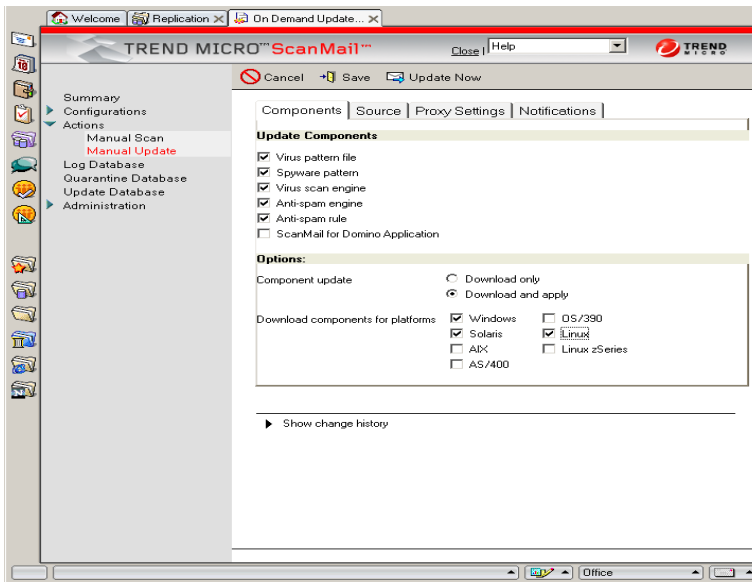 Welcome
Replication
On Demand Update...
TREND MICRO™ ScanMail™
Close | Help
TREND MICRO
Cancel Save Update Now
Summary
Configurations
Actions
Manual Scan
Manual Update
Log Database
Quarantine Database
Update Database
Administration
Components | Source | Proxy Settings | Notifications |
Update Components
Virus pattern file
Spyware pattern
Virus scan engine
Anti-spam engine
Anti-spam rule
ScanMail for Domino Application
Options:
Component update
Download only
Download and apply
Download components for platforms
Windows OS/390
Solaris Linux
AIX Linux zSeries
AS/400
Show change history
Office